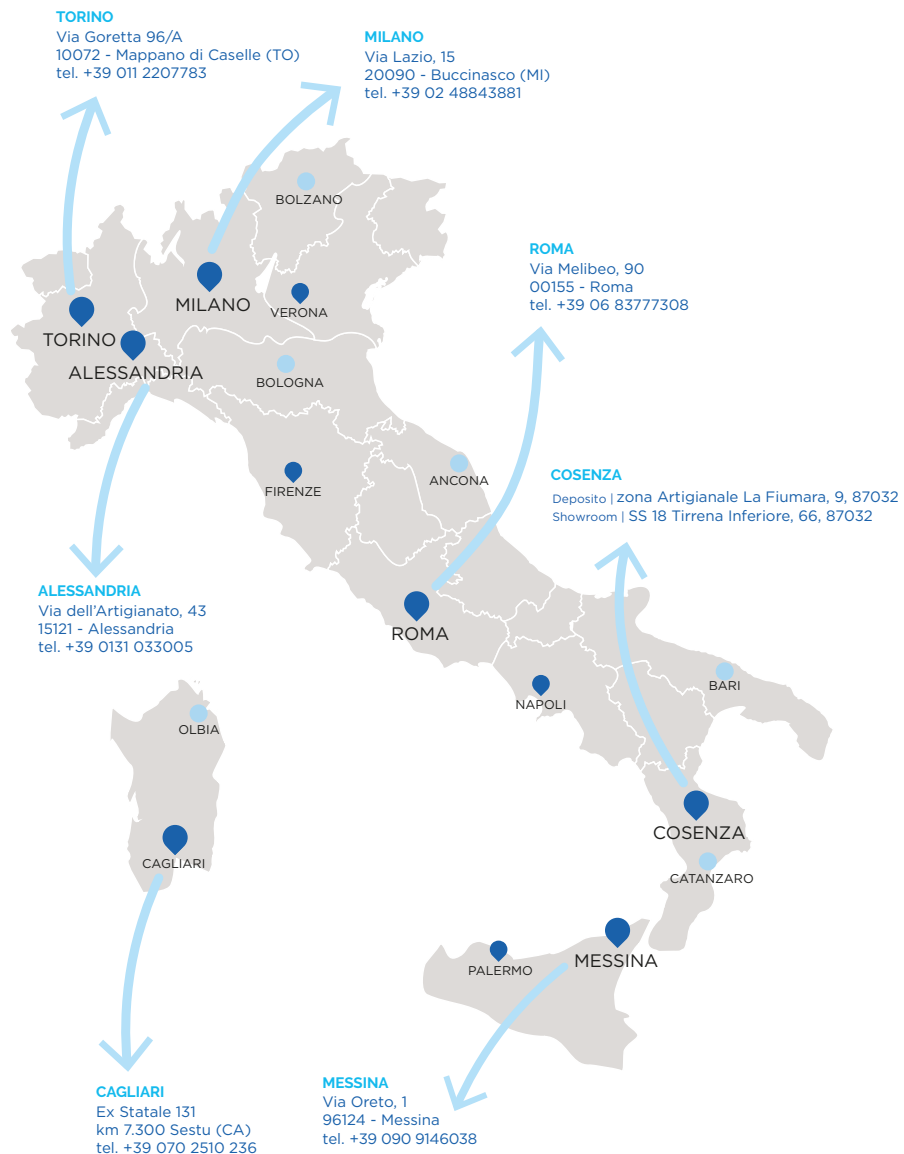 TORINO
Via Goretta 96/A
10072 - Mappano di Caselle (TO)
tel. +39 011 2207783
MILANO
Via Lazio, 15
20090 - Buccinasco (MI)
tel. +39 02 48843881
BOLZANO
ROMA
Via Melibeo, 90
00155 - Roma
tel. +39 06 83777308
MILANO
VERONA
TORINO
ALESSANDRIA
BOLOGNA
ANCONA
FIRENZE
COSENZA
Deposito | zona Artigianale La Fiumara, 9, 87032
Showroom | SS 18 Tirrena Inferiore, 66, 87032
ALESSANDRIA
Via dell'Artigianato, 43
15121 - Alessandria
tel. +39 0131 033005
ROMA
BARI
NAPOLI
OLBIA
COSENZA
CAGLIARI
CATANZARO
MESSINA
PALERMO
CAGLIARI
Ex Statale 131
km 7.300 Sestu (CA)
tel. +39 070 2510 236
MESSINA
Via Oreto, 1
96124 - Messina
tel. +39 090 9146038